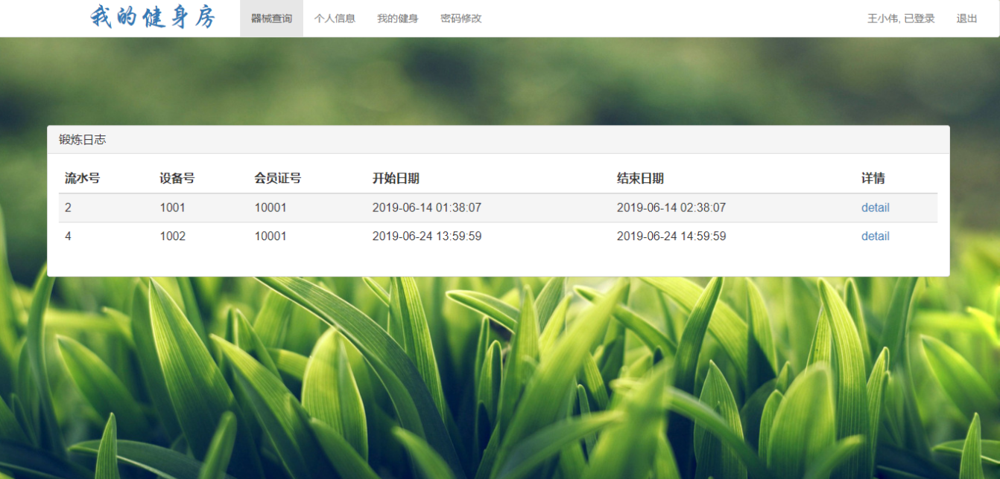 我的健身房 器械查询 个人信息 我的健身 密码修改 王小伟, 已登录 退出
锻炼日志
流水号 设备号 会员证号 开始日期 结束日期 详情
2 1001 10001 2019-06-14 01:38:07 2019-06-14 02:38:07 detail
4 1002 10001 2019-06-24 13:59:59 2019-06-24 14:59:59 detail